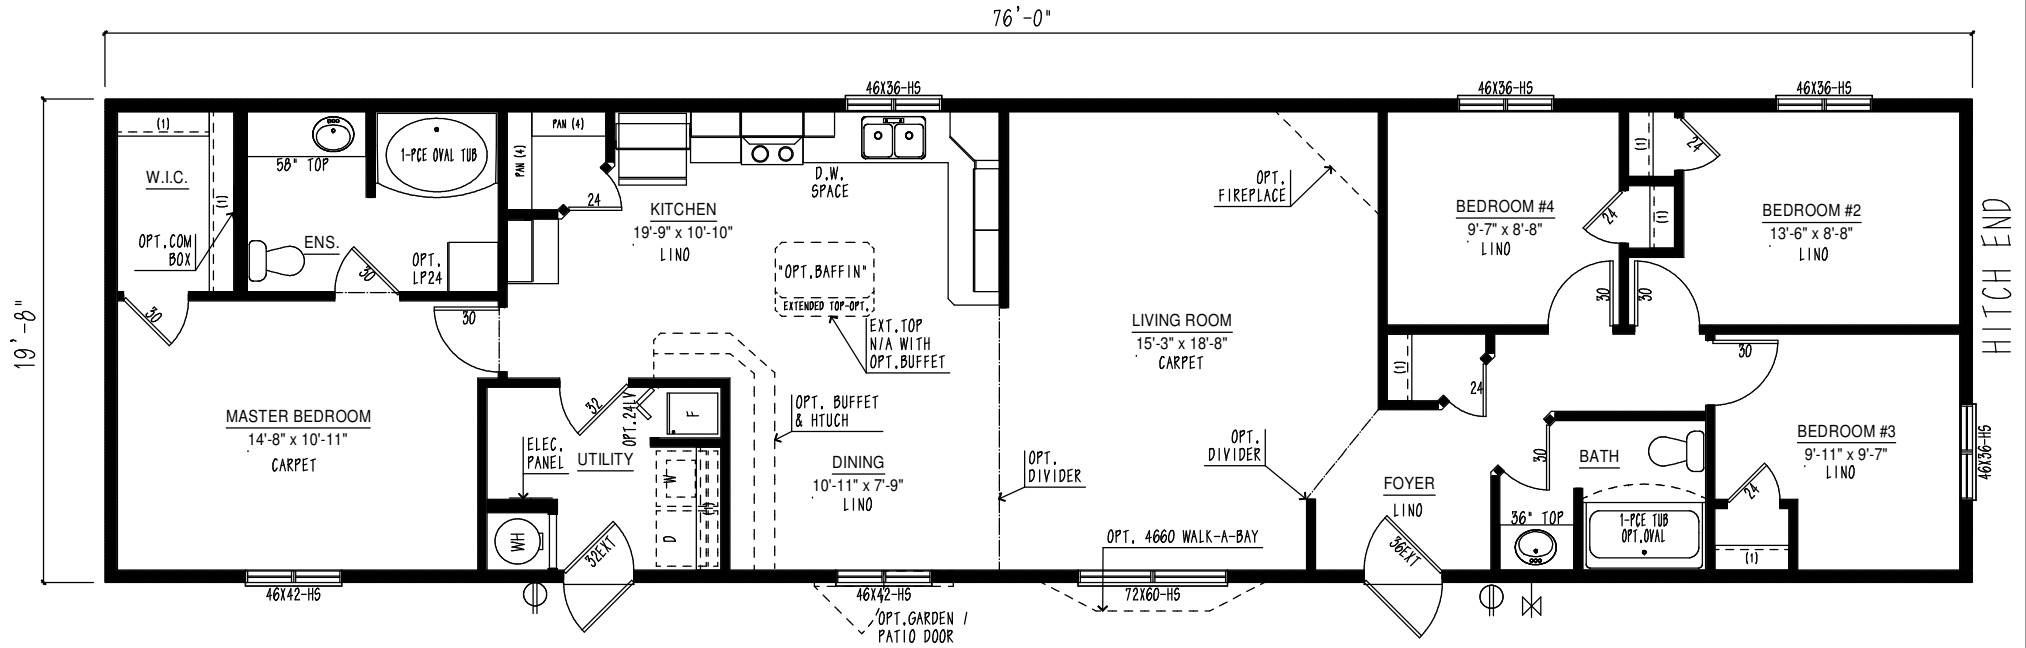 76'-0"
46X36-HS
46X36-HS
46X36-HS
19'-8"
HITCH END
(1)
W.I.C.
(1)
OPT.COM
BOX
30
58" TOP
1-PCE OVAL TUB
ENS.
30
OPT.
LP24
30
PAN (4)
PAN (4)
24
KITCHEN
19'-9" x 10'-10"
LINO
D.W.
SPACE
"OPT.BAFFIN"
EXTENDED TOP-OPT.
EXT.TOP
N/A WITH
OPT.BUFFET
OPT.
FIREPLACE
LIVING ROOM
15'-3" x 18'-8"
CARPET
BEDROOM #4
9'-7" x 8'-8"
LINO
24
(1)
(1)
24
BEDROOM #2
13'-6" x 8'-8"
LINO
30
30
30
(1)
24
MASTER BEDROOM
14'-8" x 10'-11"
CARPET
32
OPT.24LV
F
ELEC.
PANEL
UTILITY
W
(1)
D
WH
32EXT
OPT. BUFFET
& HTUCH
DINING
10'-11" x 7'-9"
LINO
OPT.
DIVIDER
OPT.
DIVIDER
OPT. 4660 WALK-A-BAY
FOYER
LINO
36EXT
30
BATH
36" TOP
1-PCE TUB
OPT.OVAL
BEDROOM #3
9'-11" x 9'-7"
LINO
24
(1)
46X36-HS
46X42-HS
46X42-HS
72X60-HS
OPT.GARDEN /
PATIO DOOR